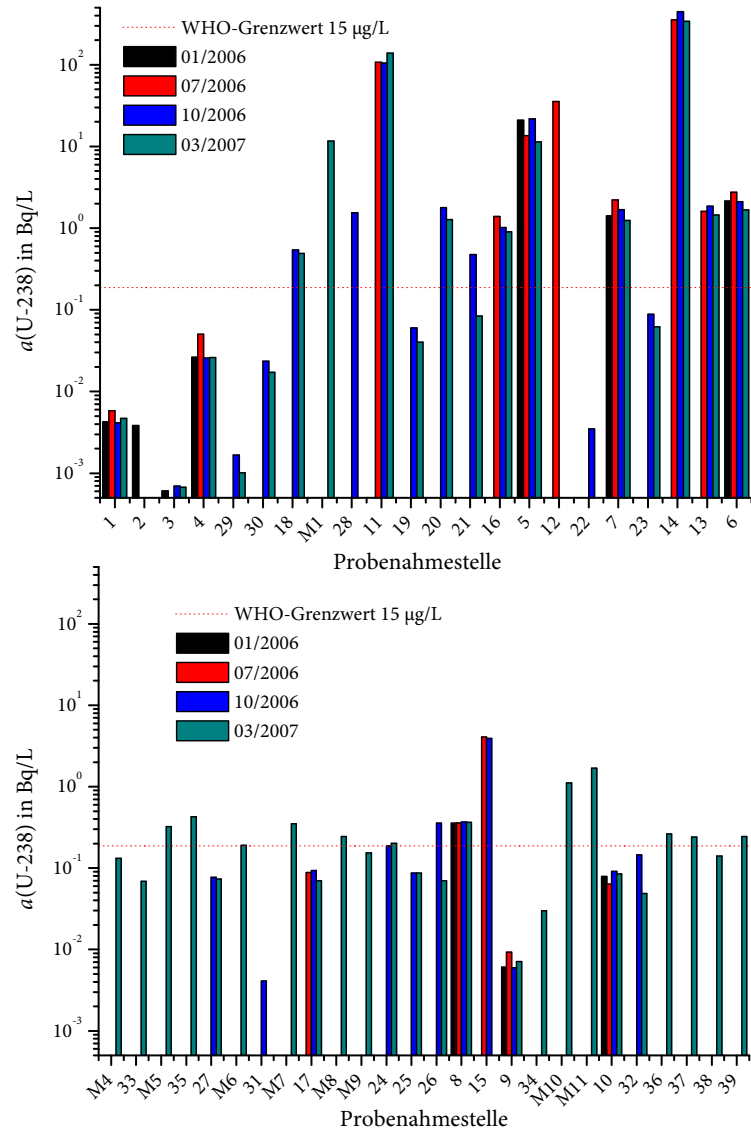 WHO-Grenzwert 15 µg/L
01/2006
07/2006
10/2006
03/2007
a(U-238) in Bq/L
10²
10¹
10⁰
10⁻¹
10⁻²
10⁻³
1 2 3 4 29 30 18 M1 28 11 19 20 21 16 5 12 22 7 23 14 13 6
Probenahmestelle
WHO-Grenzwert 15 µg/L
01/2006
07/2006
10/2006
03/2007
a(U-238) in Bq/L
10²
10¹
10⁰
10⁻¹
10⁻²
10⁻³
M4 33 M5 35 27 M6 31 M7 17 M8 M9 24 25 26 8 15 9 34 M10 M11 10 32 36 37 38 39
Probenahmestelle